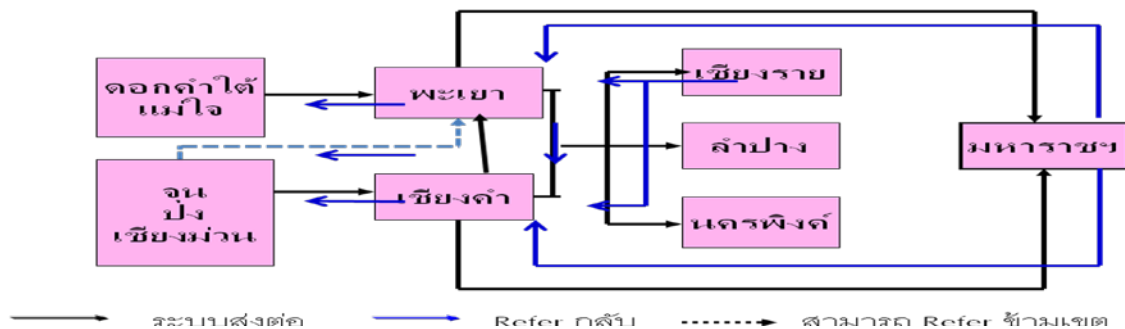 ดอกคำใต้
แม่ใจ
พะเยา
เชียงราย
ลำปาง
มหาราชฯ
จุน
ปง
เชียงม่วน
เชียงคำ
นครพิงค์
ระบบส่งต่อ
Refer กลับ
สามารถ Refer ข้ามเขต